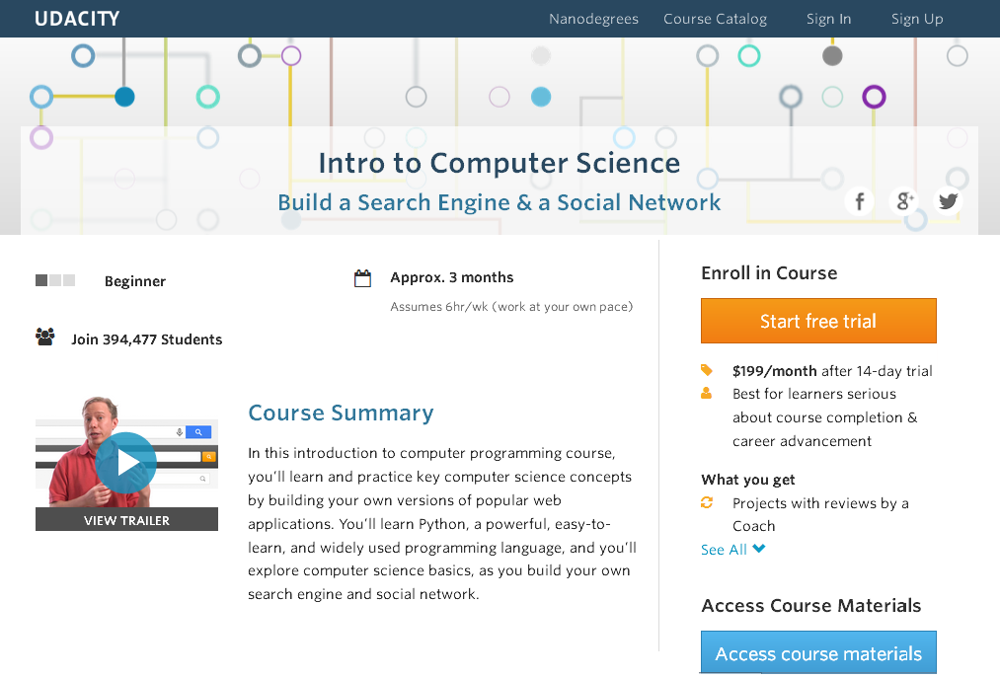 UDACITY
Nanodegrees Course Catalog Sign In Sign Up
Intro to Computer Science
Build a Search Engine & a Social Network
f g+
Beginner
Approx. 3 months
Assumes 6hr/wk (work at your own pace)
Join 394,477 Students
VIEW TRAILER
Course Summary
In this introduction to computer programming course,
you'll learn and practice key computer science concepts
by building your own versions of popular web
applications. You'll learn Python, a powerful, easy-to-
learn, and widely used programming language, and you'll
explore computer science basics, as you build your own
search engine and social network.
Enroll in Course
Start free trial
$199/month after 14-day trial
Best for learners serious
about course completion &
career advancement
What you get
Projects with reviews by a
Coach
See All
Access Course Materials
Access course materials